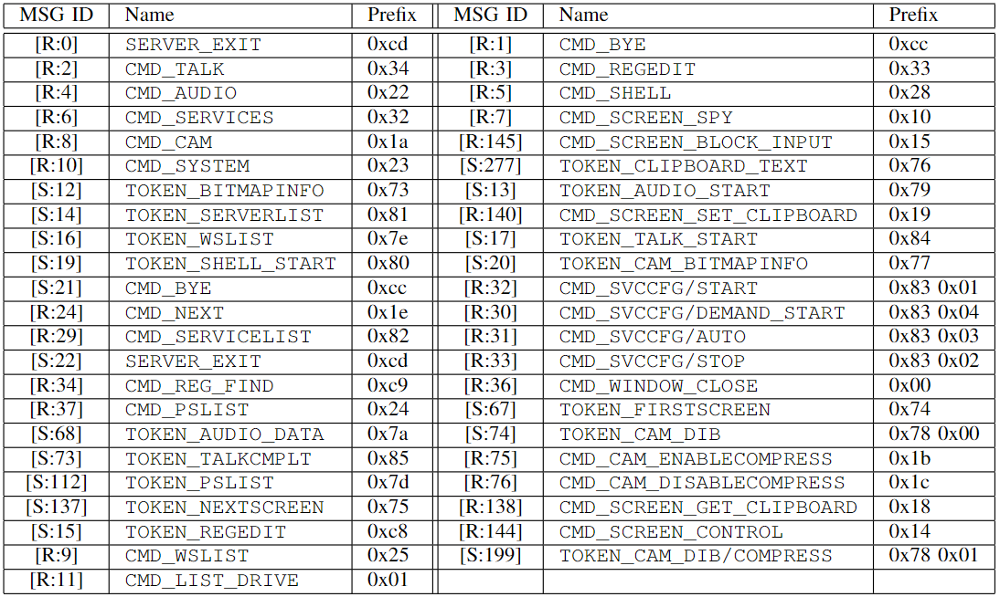 MSG ID Name Prefix MSG ID Name Prefix
[R:0] SERVER_EXIT 0xcd [R:1] CMD_BYE 0xcc
[R:2] CMD_TALK 0x34 [R:3] CMD_REGEDIT 0x33
[R:4] CMD_AUDIO 0x22 [R:5] CMD_SHELL 0x28
[R:6] CMD_SERVICES 0x32 [R:7] CMD_SCREEN_SPY 0x10
[R:8] CMD_CAM 0x1a [R:145] CMD_SCREEN_BLOCK_INPUT 0x15
[R:10] CMD_SYSTEM 0x23 [S:277] TOKEN_CLIPBOARD_TEXT 0x76
[S:12] TOKEN_BITMAPINFO 0x73 [S:13] TOKEN_AUDIO_START 0x79
[S:14] TOKEN_SERVERLIST 0x81 [R:140] CMD_SCREEN_SET_CLIPBOARD 0x19
[S:16] TOKEN_WSLIST 0x7e [S:17] TOKEN_TALK_START 0x84
[S:19] TOKEN_SHELL_START 0x80 [S:20] TOKEN_CAM_BITMAPINFO 0x77
[S:21] CMD_BYE 0xcc [R:32] CMD_SVCCFG/START 0x83 0x01
[R:24] CMD_NEXT 0x1e [R:30] CMD_SVCCFG/DEMAND_START 0x83 0x04
[R:29] CMD_SERVICELIST 0x82 [R:31] CMD_SVCCFG/AUTO 0x83 0x03
[S:22] SERVER_EXIT 0xcd [R:33] CMD_SVCCFG/STOP 0x83 0x02
[R:34] CMD_REG_FIND 0xc9 [R:36] CMD_WINDOW_CLOSE 0x00
[R:37] CMD_PSLIST 0x24 [S:67] TOKEN_FIRSTSCREEN 0x74
[S:68] TOKEN_AUDIO_DATA 0x7a [S:74] TOKEN_CAM_DIB 0x78 0x00
[S:73] TOKEN_TALKCMPLT 0x85 [R:75] CMD_CAM_ENABLECOMPRESS 0x1b
[S:112] TOKEN_PSLIST 0x7d [R:76] CMD_CAM_DISABLECOMPRESS 0x1c
[S:137] TOKEN_NEXTSCREEN 0x75 [R:138] CMD_SCREEN_GET_CLIPBOARD 0x18
[S:15] TOKEN_REGEDIT 0xc8 [R:144] CMD_SCREEN_CONTROL 0x14
[R:9] CMD_WSLIST 0x25 [S:199] TOKEN_CAM_DIB/COMPRESS 0x78 0x01
[R:11] CMD_LIST_DRIVE 0x01